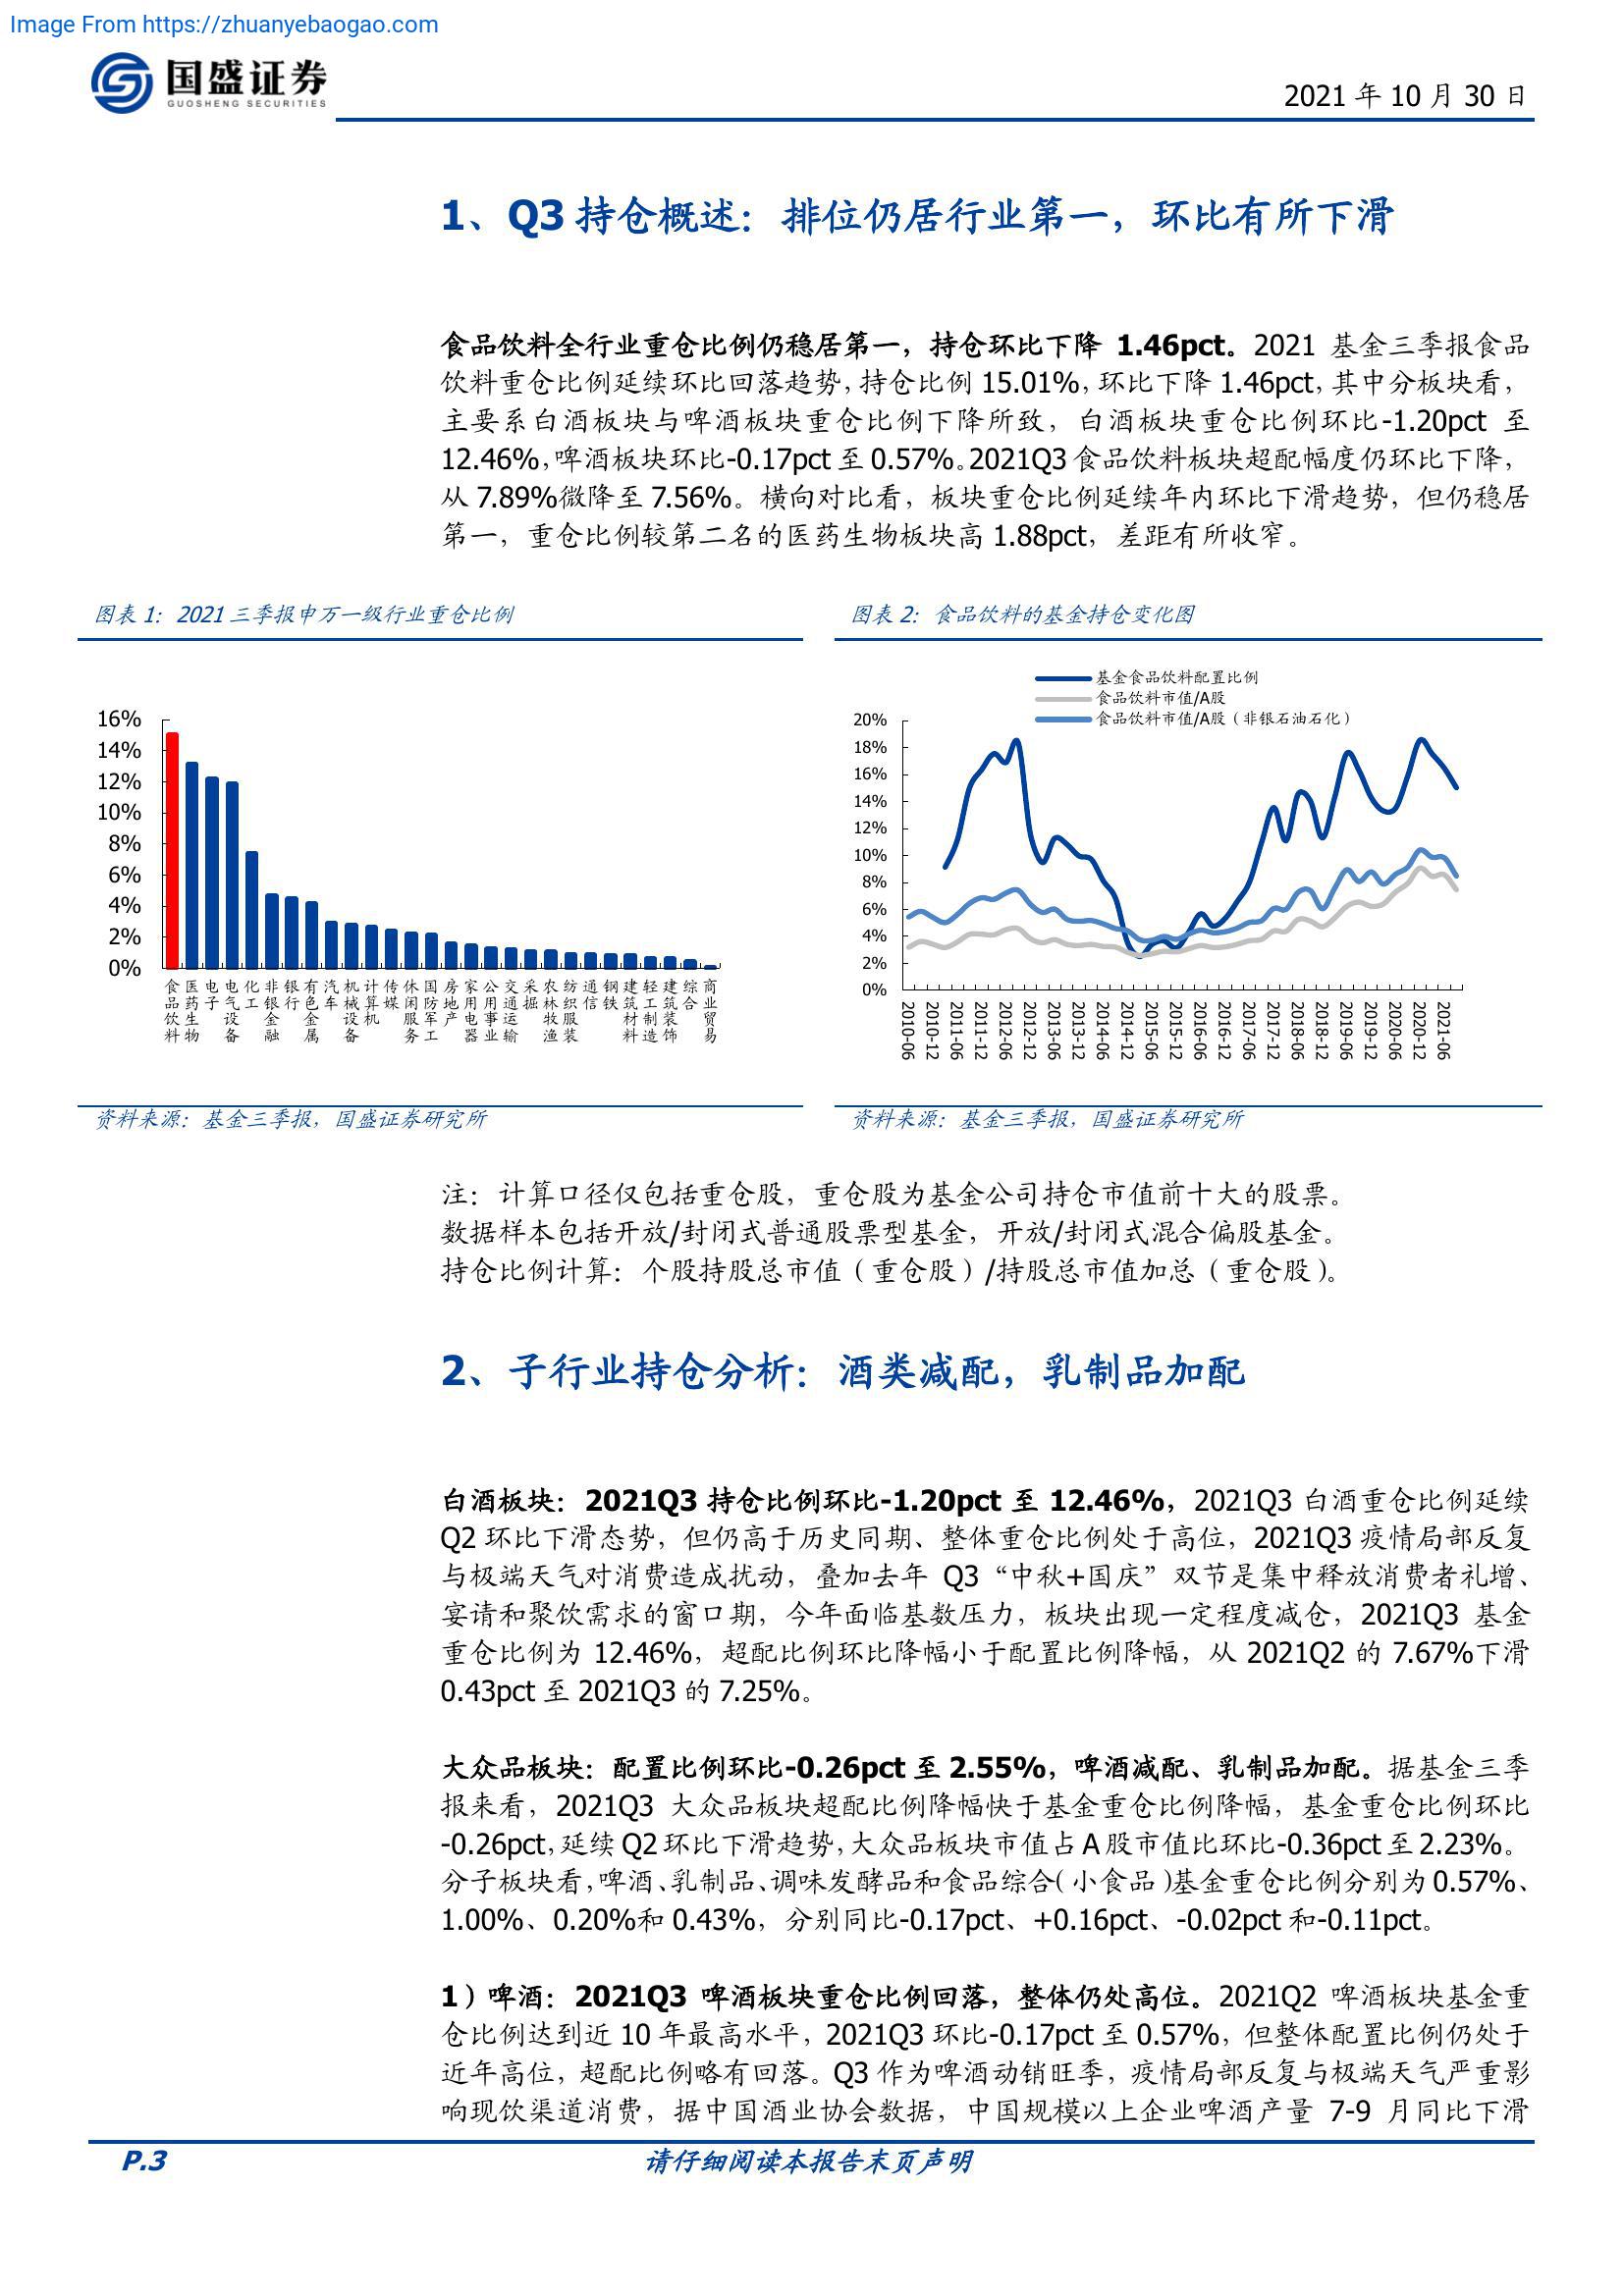 Image From https://zhuanyebaogao.com
国盛证券
GUOSHENG SECURITIES
2021 年 10 月 30 日
1、Q3 持仓概述：排位仍居行业第一，环比有所下滑
食品饮料全行业重仓比例仍稳居第一，持仓环比下降 1.46pct。2021 基金三季报食品
饮料重仓比例延续环比回落趋势，持仓比例 15.01%，环比下降 1.46pct，其中分板块看，
主要系白酒板块与啤酒板块重仓比例下降所致，白酒板块重仓比例环比-1.20pct 至
12.46%，啤酒板块环比-0.17pct 至 0.57%。2021Q3 食品饮料板块超配幅度仍环比下降，
从 7.89%微降至 7.56%。横向对比看，板块重仓比例延续年内环比下滑趋势，但仍稳居
第一，重仓比例较第二名的医药生物板块高 1.88pct，差距有所收窄。
图表 1：2021 三季报申万一级行业重仓比例
16%
14%
12%
10%
8%
6%
4%
2%
0%
食品饮料
医药生物
电子
电气设备
化工
非银金融
银行
有色金属
汽车
机械设备
计算机
传媒
休闲服务
国防军工
房地产
家用电器
公用事业
交通运输
采掘
农林牧渔
纺织服装
通信
钢铁
建筑材料
轻工制造
建筑装饰
综合
商业贸易
资料来源：基金三季报，国盛证券研究所
图表 2：食品饮料的基金持仓变化图
基金食品饮料配置比例
食品饮料市值/A股
食品饮料市值/A股（非银石油石化）
20%
18%
16%
14%
12%
10%
8%
6%
4%
2%
0%
2010-06
2010-12
2011-06
2011-12
2012-06
2012-12
2013-06
2013-12
2014-06
2014-12
2015-06
2015-12
2016-06
2016-12
2017-06
2017-12
2018-06
2018-12
2019-06
2019-12
2020-06
2020-12
2021-06
资料来源：基金三季报，国盛证券研究所
注：计算口径仅包括重仓股，重仓股为基金公司持仓市值前十大的股票。
数据样本包括开放/封闭式普通股票型基金，开放/封闭式混合偏股基金。
持仓比例计算：个股持股总市值（重仓股）/持股总市值加总（重仓股）。
2、子行业持仓分析：酒类减配，乳制品加配
白酒板块：2021Q3 持仓比例环比-1.20pct 至 12.46%，2021Q3 白酒重仓比例延续
Q2 环比下滑态势，但仍高于历史同期、整体重仓比例处于高位，2021Q3 疫情局部反复
与极端天气对消费造成扰动，叠加去年 Q3“中秋+国庆”双节是集中释放消费者礼增、
宴请和聚饮需求的窗口期，今年面临基数压力，板块出现一定程度减仓，2021Q3 基金
重仓比例为 12.46%，超配比例环比降幅小于配置比例降幅，从 2021Q2 的 7.67%下滑
0.43pct 至 2021Q3 的 7.25%。
大众品板块：配置比例环比-0.26pct 至 2.55%，啤酒减配、乳制品加配。据基金三季
报来看，2021Q3 大众品板块超配比例降幅快于基金重仓比例降幅，基金重仓比例环比
-0.26pct，延续 Q2 环比下滑趋势，大众品板块市值占 A 股市值比环比-0.36pct 至 2.23%。
分子板块看，啤酒、乳制品、调味发酵品和食品综合（小食品）基金重仓比例分别为 0.57%、
1.00%、0.20%和 0.43%，分别同比-0.17pct、+0.16pct、-0.02pct 和-0.11pct。
1）啤酒：2021Q3 啤酒板块重仓比例回落，整体仍处高位。2021Q2 啤酒板块基金重
仓比例达到近 10 年最高水平，2021Q3 环比-0.17pct 至 0.57%，但整体配置比例仍处于
近年高位，超配比例略有回落。Q3 作为啤酒动销旺季，疫情局部反复与极端天气严重影
响现饮渠道消费，据中国酒业协会数据，中国规模以上企业啤酒产量 7-9 月同比下滑
P.3
请仔细阅读本报告末页声明